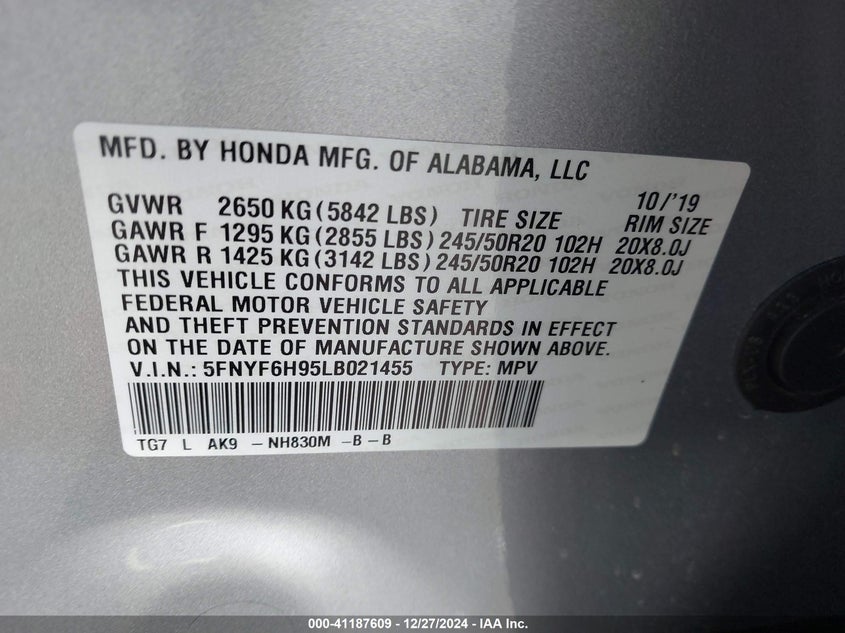 MFD. BY HONDA MFG. OF ALABAMA, LLC
10/'19
GVWR 2650 KG (5842 LBS) TIRE SIZE RIM SIZE
GAWR F 1295 KG (2855 LBS) 245/50R20 102H 20X8.0J
GAWR R 1425 KG (3142 LBS) 245/50R20 102H 20X8.0J
THIS VEHICLE CONFORMS TO ALL APPLICABLE
FEDERAL MOTOR VEHICLE SAFETY
AND THEFT PREVENTION STANDARDS IN EFFECT
ON THE DATE OF MANUFACTURE SHOWN ABOVE.
V.I.N.: 5FNYF6H95LB021455 TYPE: MPV
TG7 L AK9 - NH830M - B - B
000-41187609 - 12/27/2024 - IAA Inc.